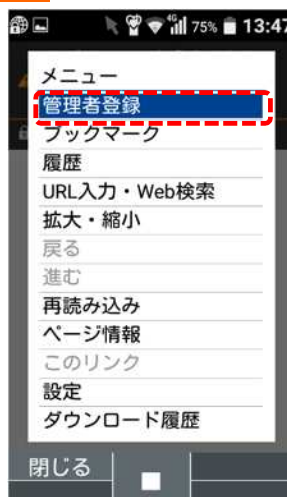 4G 75% 13:47
メニュー
管理者登録
ブックマーク
履歴
URL入力・Web検索
拡大・縮小
戻る
進む
再読み込み
ページ情報
このリンク
設定
ダウンロード履歴
閉じる